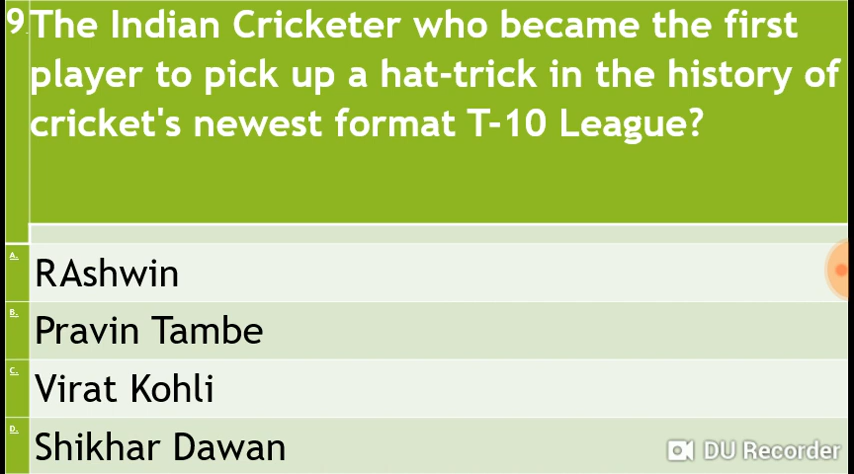 9. The Indian Cricketer who became the first
player to pick up a hat-trick in the history of
cricket's newest format T-10 League?
A. RAshwin
B. Pravin Tambe
C. Virat Kohli
D. Shikhar Dawan
DU Recorder